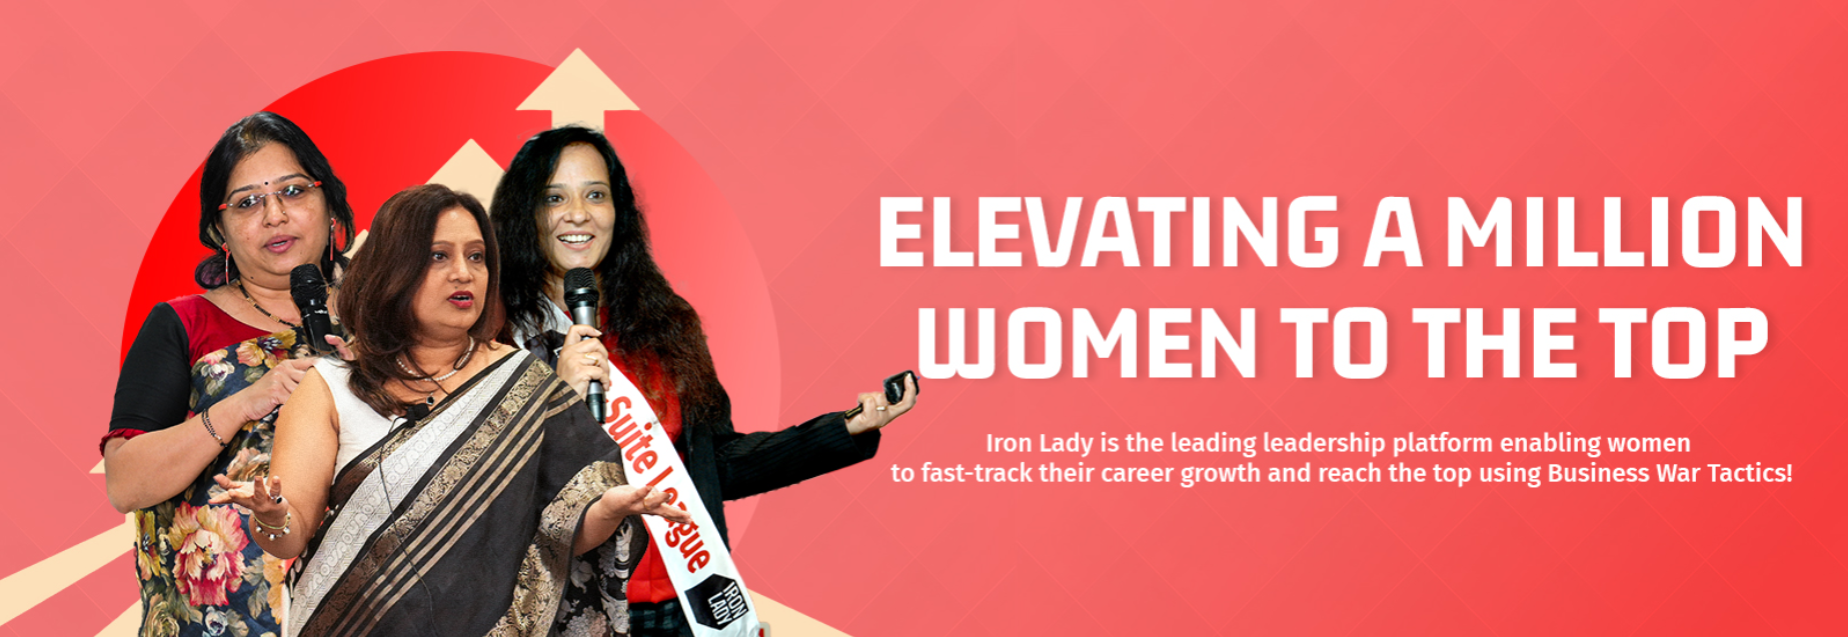 ELEVATING A MILLION
WOMEN TO THE TOP
Iron Lady is the leading leadership platform enabling women
to fast-track their career growth and reach the top using Business War Tactics!
Suite League
IRON
LADY